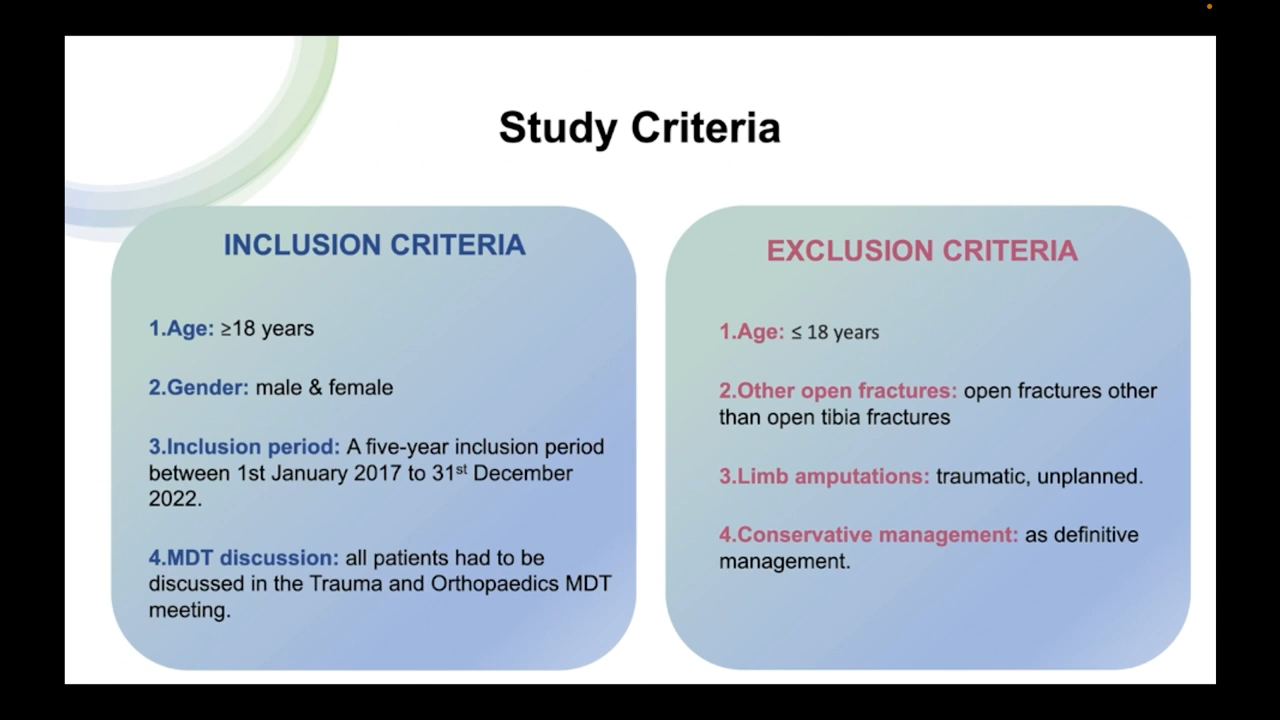 Study Criteria
INCLUSION CRITERIA
1.Age: ≥18 years
2.Gender: male & female
3.Inclusion period: A five-year inclusion period
between 1st January 2017 to 31st December
2022.
4.MDT discussion: all patients had to be
discussed in the Trauma and Orthopaedics MDT
meeting.
EXCLUSION CRITERIA
1.Age: ≤ 18 years
2.Other open fractures: open fractures other
than open tibia fractures
3.Limb amputations: traumatic, unplanned.
4.Conservative management: as definitive
management.